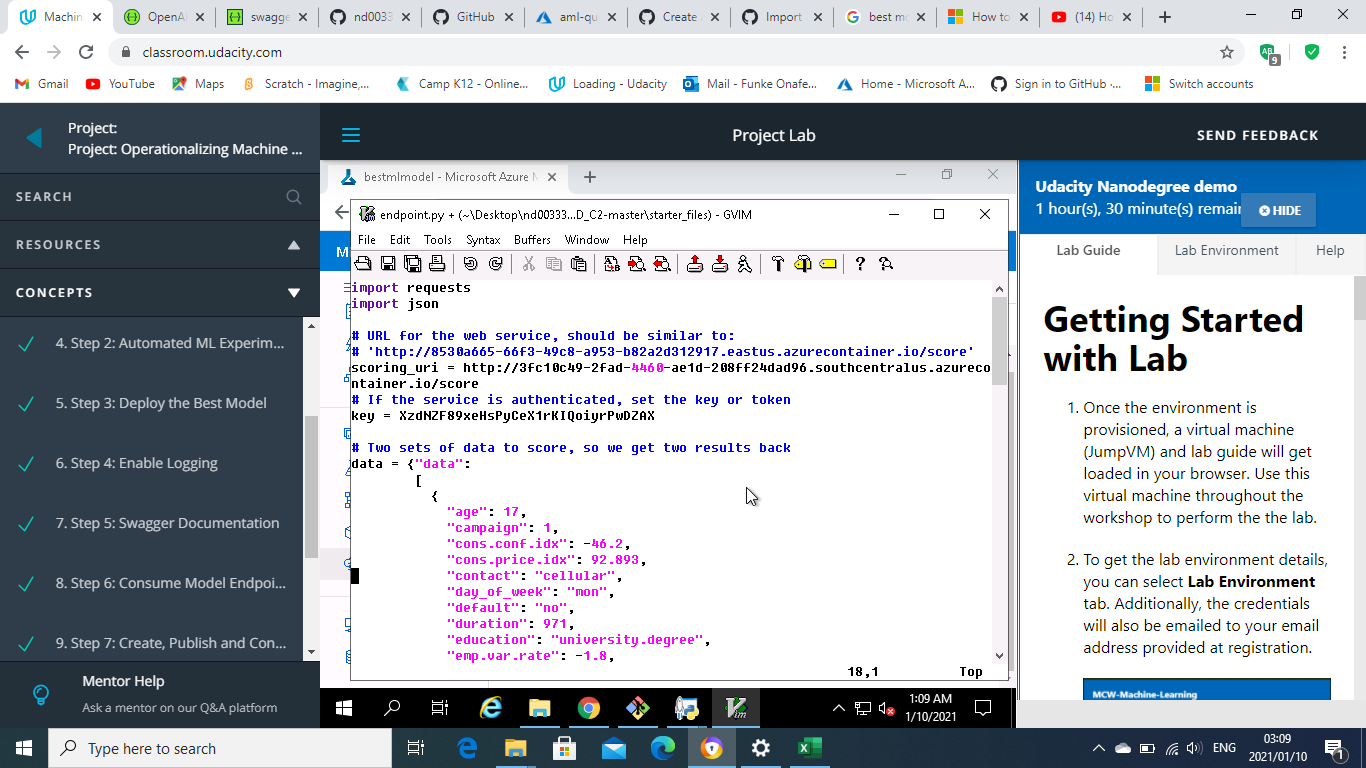 Machin
OpenA
swagge
nd0033
GitHub
aml-qu
Create
Import
best m
How to
(14) Ho
classroom.udacity.com
9
Gmail
YouTube
Maps
Scratch - Imagine,...
Camp K12 - Online...
Loading - Udacity
Mail - Funke Onafe...
Home - Microsoft A...
Sign in to GitHub ·...
Switch accounts
Project:
Project: Operationalizing Machine ...
SEARCH
RESOURCES
CONCEPTS
4. Step 2: Automated ML Experim...
5. Step 3: Deploy the Best Model
6. Step 4: Enable Logging
7. Step 5: Swagger Documentation
8. Step 6: Consume Model Endpoi...
9. Step 7: Create, Publish and Con...
Mentor Help
Ask a mentor on our Q&A platform
Project Lab
SEND FEEDBACK
bestmlmodel - Microsoft Azure M
endpoint.py + (~\Desktop\nd00333...D_C2-master\starter_files) - GVIM
File Edit Tools Syntax Buffers Window Help
import requests
import json
# URL for the web service, should be similar to:
# 'http://8530a665-66f3-49c8-a953-b82a2d312917.eastus.azurecontainer.io/score'
scoring_uri = http://3fc10c49-2fad-4460-ae1d-208ff24dad96.southcentralus.azureco
ntainer.io/score
# If the service is authenticated, set the key or token
key = XzdNZF89xeHsPyCeX1rKIQoiyrPwDZAX
# Two sets of data to score, so we get two results back
data = {"data":
[
{
"age": 17,
"campaign": 1,
"cons.conf.idx": -46.2,
"cons.price.idx": 92.893,
"contact": "cellular",
"day_of_week": "mon",
"default": "no",
"duration": 971,
"education": "university.degree",
"emp.var.rate": -1.8,
18,1 Top
1:09 AM
1/10/2021
Udacity Nanodegree demo
1 hour(s), 30 minute(s) remai
HIDE
Lab Guide
Lab Environment
Help
Getting Started
with Lab
1. Once the environment is
provisioned, a virtual machine
(JumpVM) and lab guide will get
loaded in your browser. Use this
virtual machine throughout the
workshop to perform the the lab.
2. To get the lab environment details,
you can select Lab Environment
tab. Additionally, the credentials
will also be emailed to your email
address provided at registration.
MCW-Machine-Learning
Type here to search
ENG
03:09
2021/01/10
1